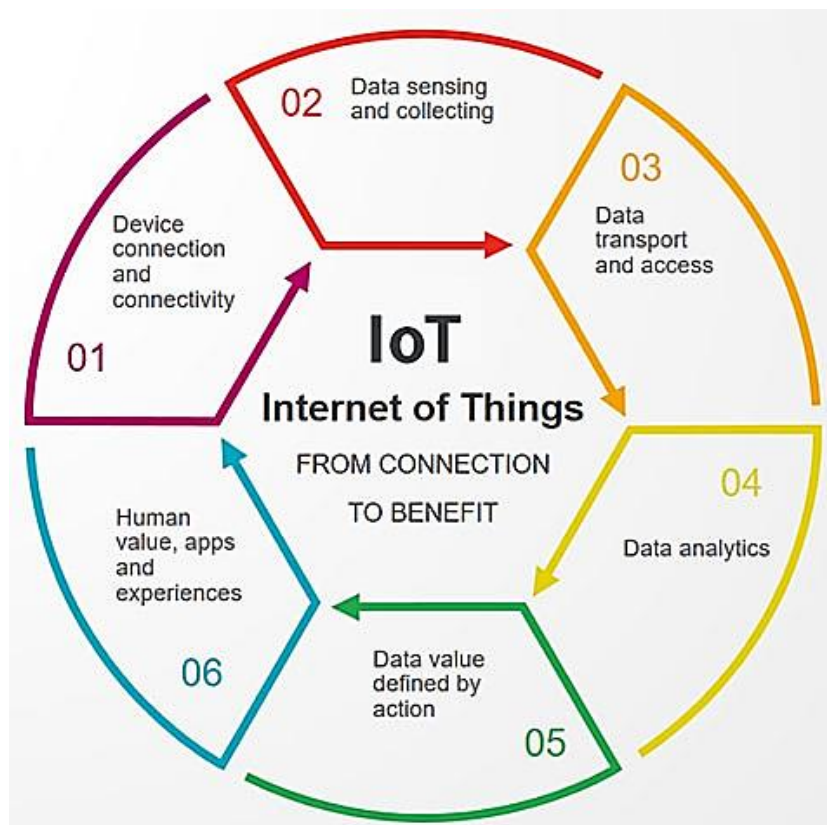 02
Data sensing
and collecting
03
Data
transport
and access
Device
connection
and
connectivity
01
IoT
Internet of Things
FROM CONNECTION
TO BENEFIT
04
Data analytics
Human
value, apps
and
experiences
06
Data value
defined by
action
05